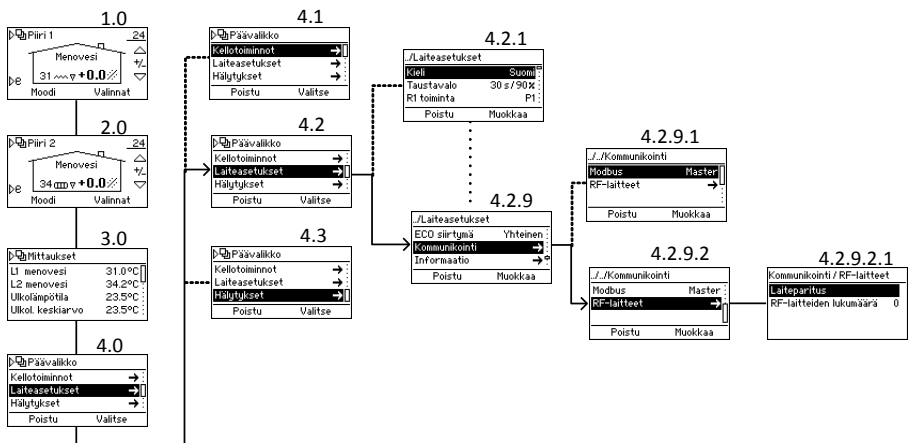 1.0
Piiri 1 24
Menovesi
+/-
31 +0.0
e
Moodi Valinnat
2.0
Piiri 2 24
Menovesi
+/-
34 +0.0
e
Moodi Valinnat
3.0
Mittaukset
L1 menovesi 31.0°C
L2 menovesi 34.2°C
Ulkolämpötila 23.5°C
Ulkol. keskiarvo 23.5°C
4.0
Päävalikko
Kellotoiminnot →
Laiteasetukset →
Hälytykset →
Poistu Valitse
4.1
Päävalikko
Kellotoiminnot →
Laiteasetukset →
Hälytykset →
Poistu Valitse
4.2
Päävalikko
Kellotoiminnot →
Laiteasetukset →
Hälytykset →
Poistu Valitse
4.3
Päävalikko
Kellotoiminnot →
Laiteasetukset →
Hälytykset →
Poistu Valitse
4.2.1
../Laiteasetukset
Kieli Suomi
Taustavalo 30 s/90%
R1 toiminta P1
Poistu Muokkaa
4.2.9
../Laiteasetukset
ECO siirtymä Yhteinen
Kommunikointi →
Informaatio →
Poistu Muokkaa
4.2.9.1
../../Kommunikointi
Modbus Master
RF-laitteet →
Poistu Muokkaa
4.2.9.2
../../Kommunikointi
Modbus Master
RF-laitteet →
Poistu Muokkaa
4.2.9.2.1
Kommunikointi / RF-laitteet
Laiteparitus
RF-laitteiden lukumäärä 0